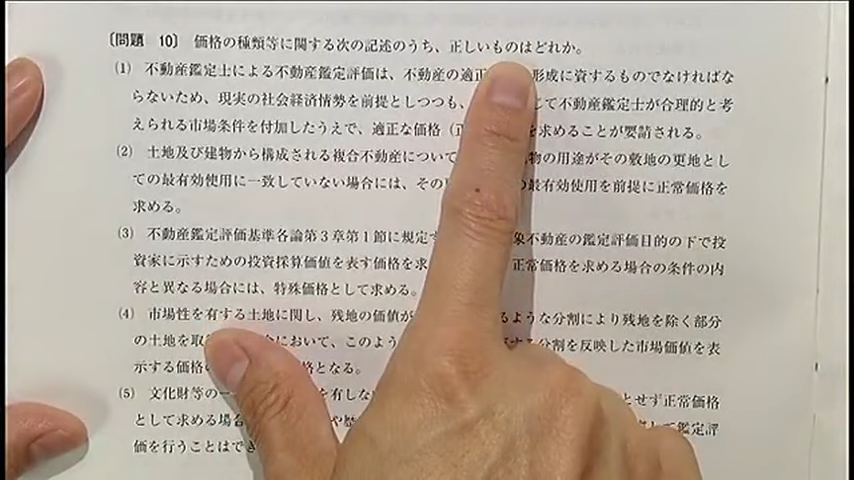 〔問題 10〕 価格の種類等に関する次の記述のうち、正しいものはどれか。
(1) 不動産鑑定士による不動産鑑定評価は、不動産の適正 形成に資するものでなければな
らないため、現実の社会経済情勢を前提としつつも、 じて不動産鑑定士が合理的と考
えられる市場条件を付加したうえで、適正な価格 を求めることが要請される。
(2) 土地及び建物から構成される複合不動産につい 物の用途がその敷地の更地とし
ての最有効使用に一致していない場合には、その の最有効使用を前提に正常価格を
求める。
(3) 不動産鑑定評価基準各論第3章第1節に規定 象不動産の鑑定評価目的の下で投
資家に示すための投資採算価値を表す価格を求 正常価格を求める場合の条件の内
容と異なる場合には、特殊価格として求める。
(4) 市場性を有する土地に関し、残地の価値が るような分割により残地を除く部分
の土地を取 において、このよう する分割を反映した市場価値を表
示する価格 格となる。
(5) 文化財等の一 を有しな とせず正常価格
として求める場合 や して鑑定評
価を行うことはで